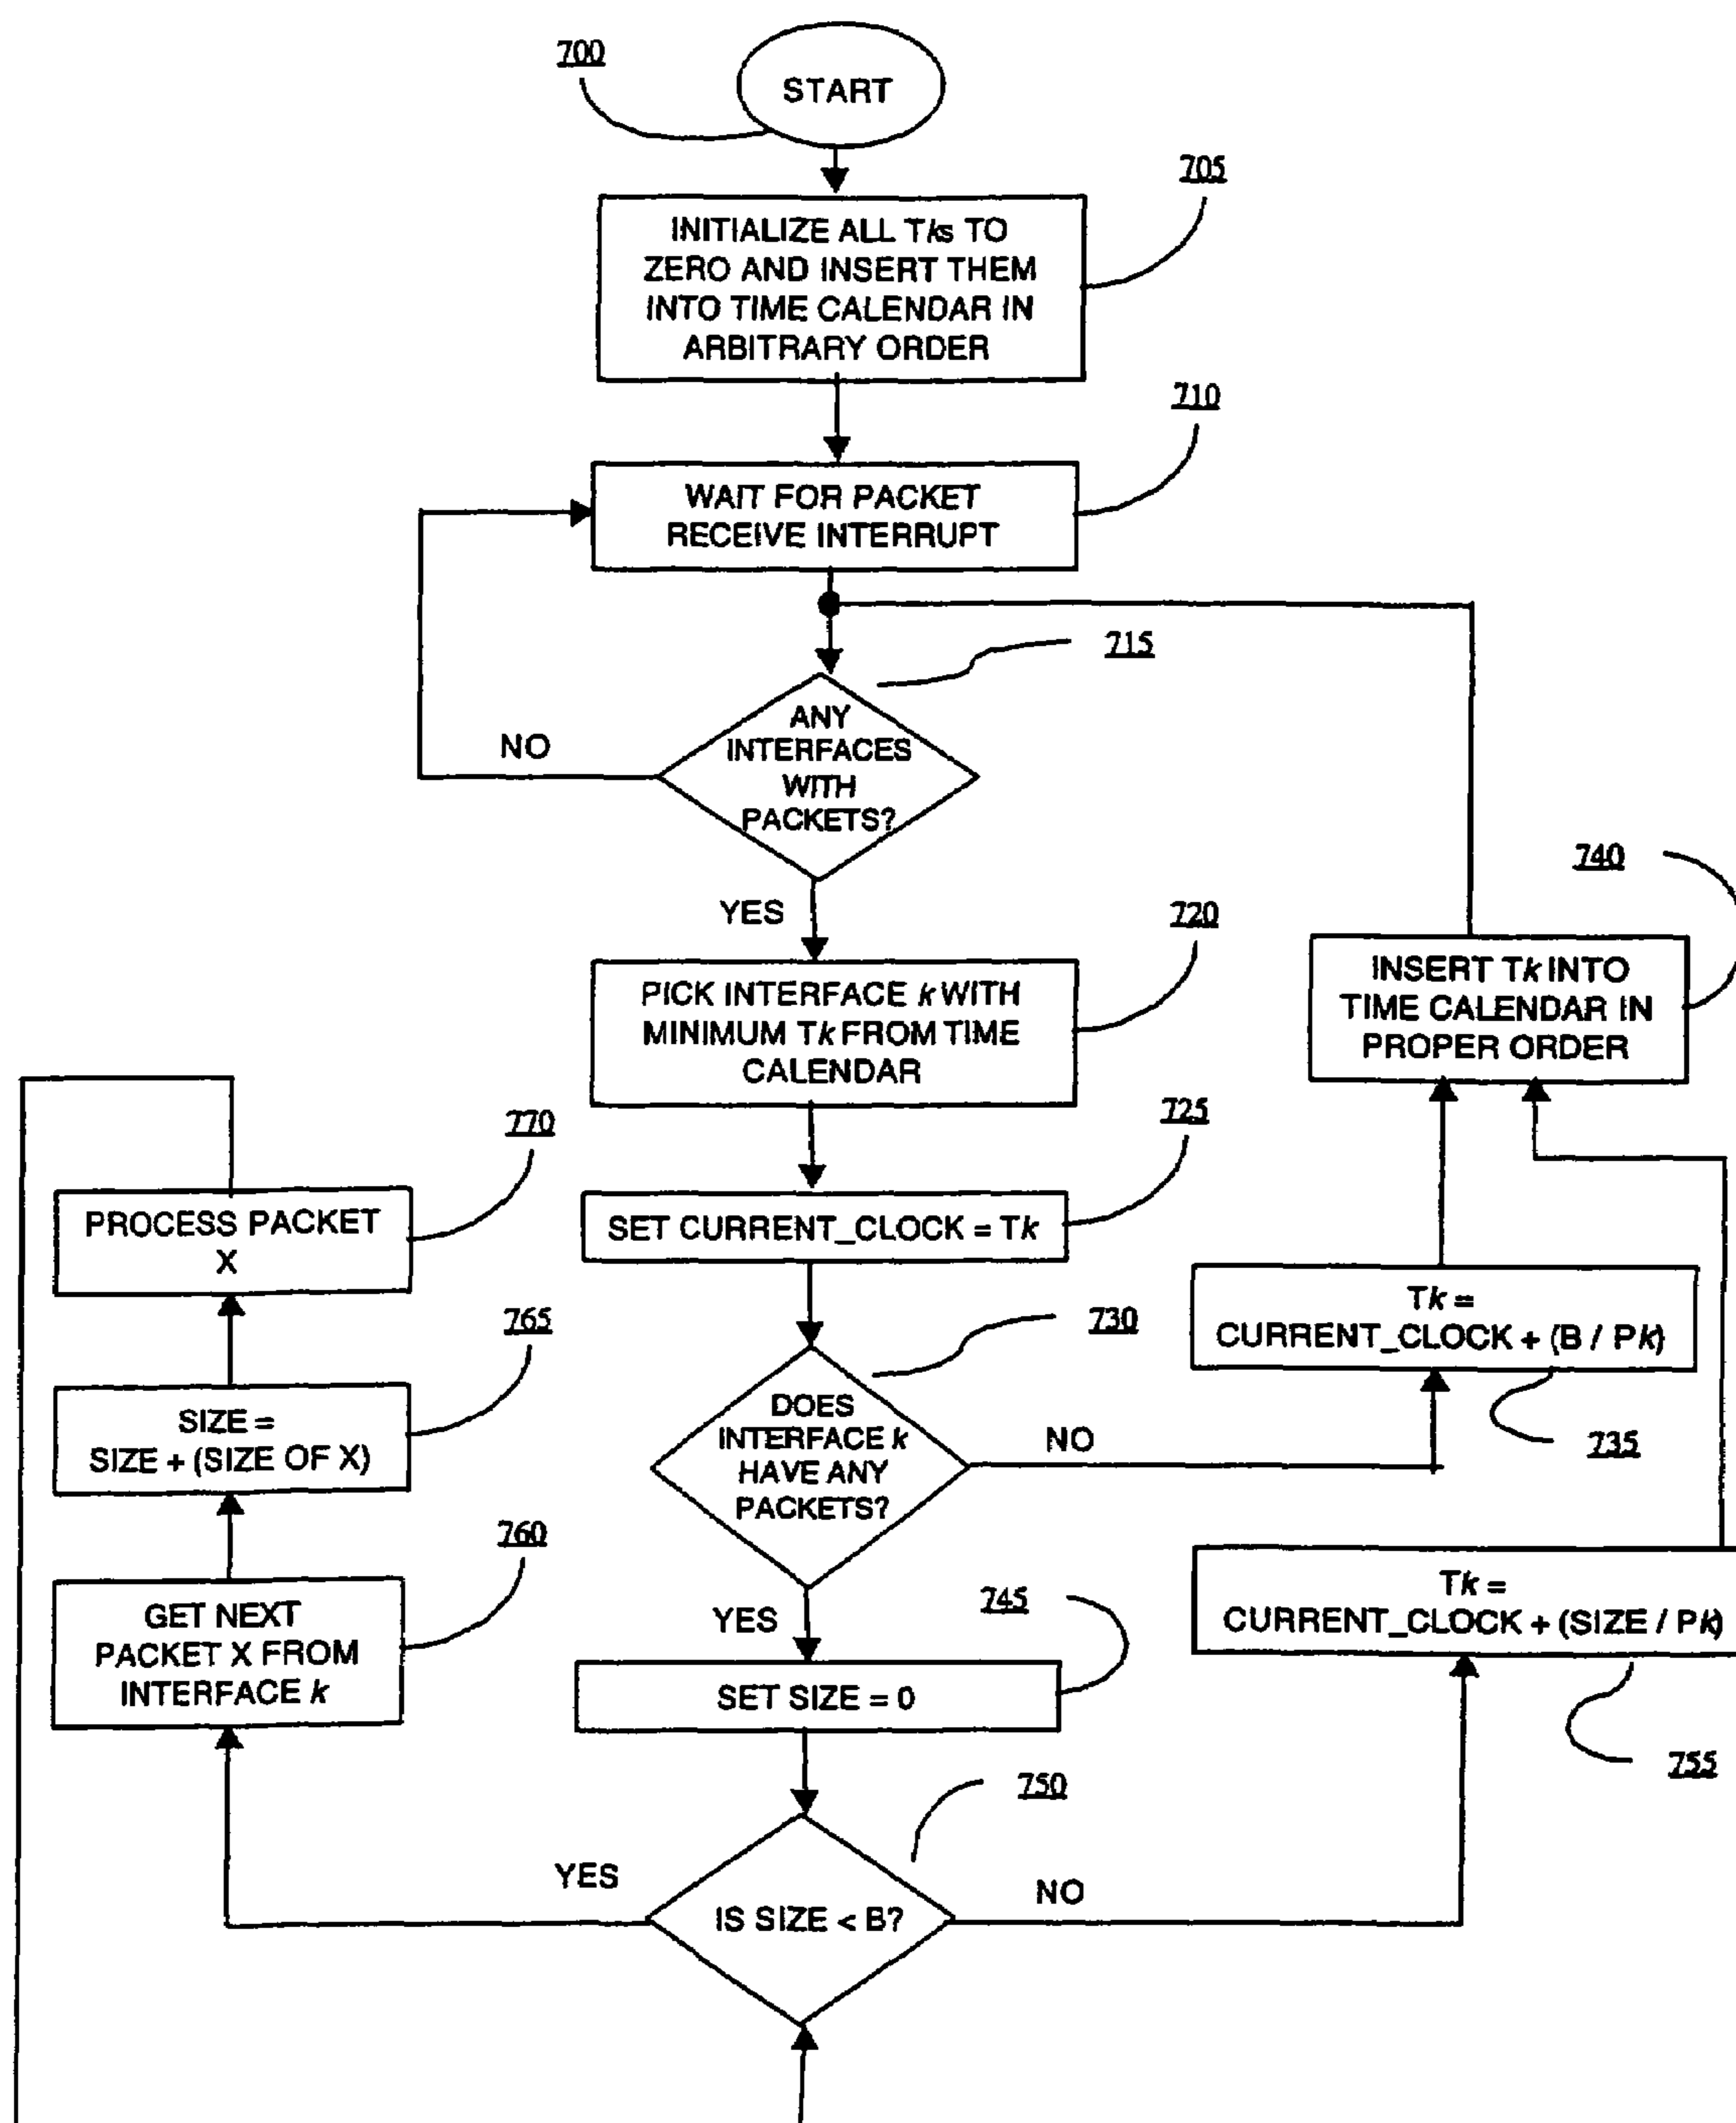 700
START
705
INITIALIZE ALL Tks TO
ZERO AND INSERT THEM
INTO TIME CALENDAR IN
ARBITRARY ORDER
710
WAIT FOR PACKET
RECEIVE INTERRUPT
715
ANY
INTERFACES
WITH
PACKETS?
NO
YES
720
PICK INTERFACE k WITH
MINIMUM Tk FROM TIME
CALENDAR
740
INSERT Tk INTO
TIME CALENDAR IN
PROPER ORDER
725
SET CURRENT_CLOCK = Tk
770
PROCESS PACKET
X
730
DOES
INTERFACE k
HAVE ANY
PACKETS?
NO
YES
Tk =
CURRENT_CLOCK + (B / Pk)
735
765
SIZE =
SIZE + (SIZE OF X)
760
GET NEXT
PACKET X FROM
INTERFACE k
745
SET SIZE = 0
Tk =
CURRENT_CLOCK + (SIZE / Pk)
755
750
IS SIZE < B?
YES
NO